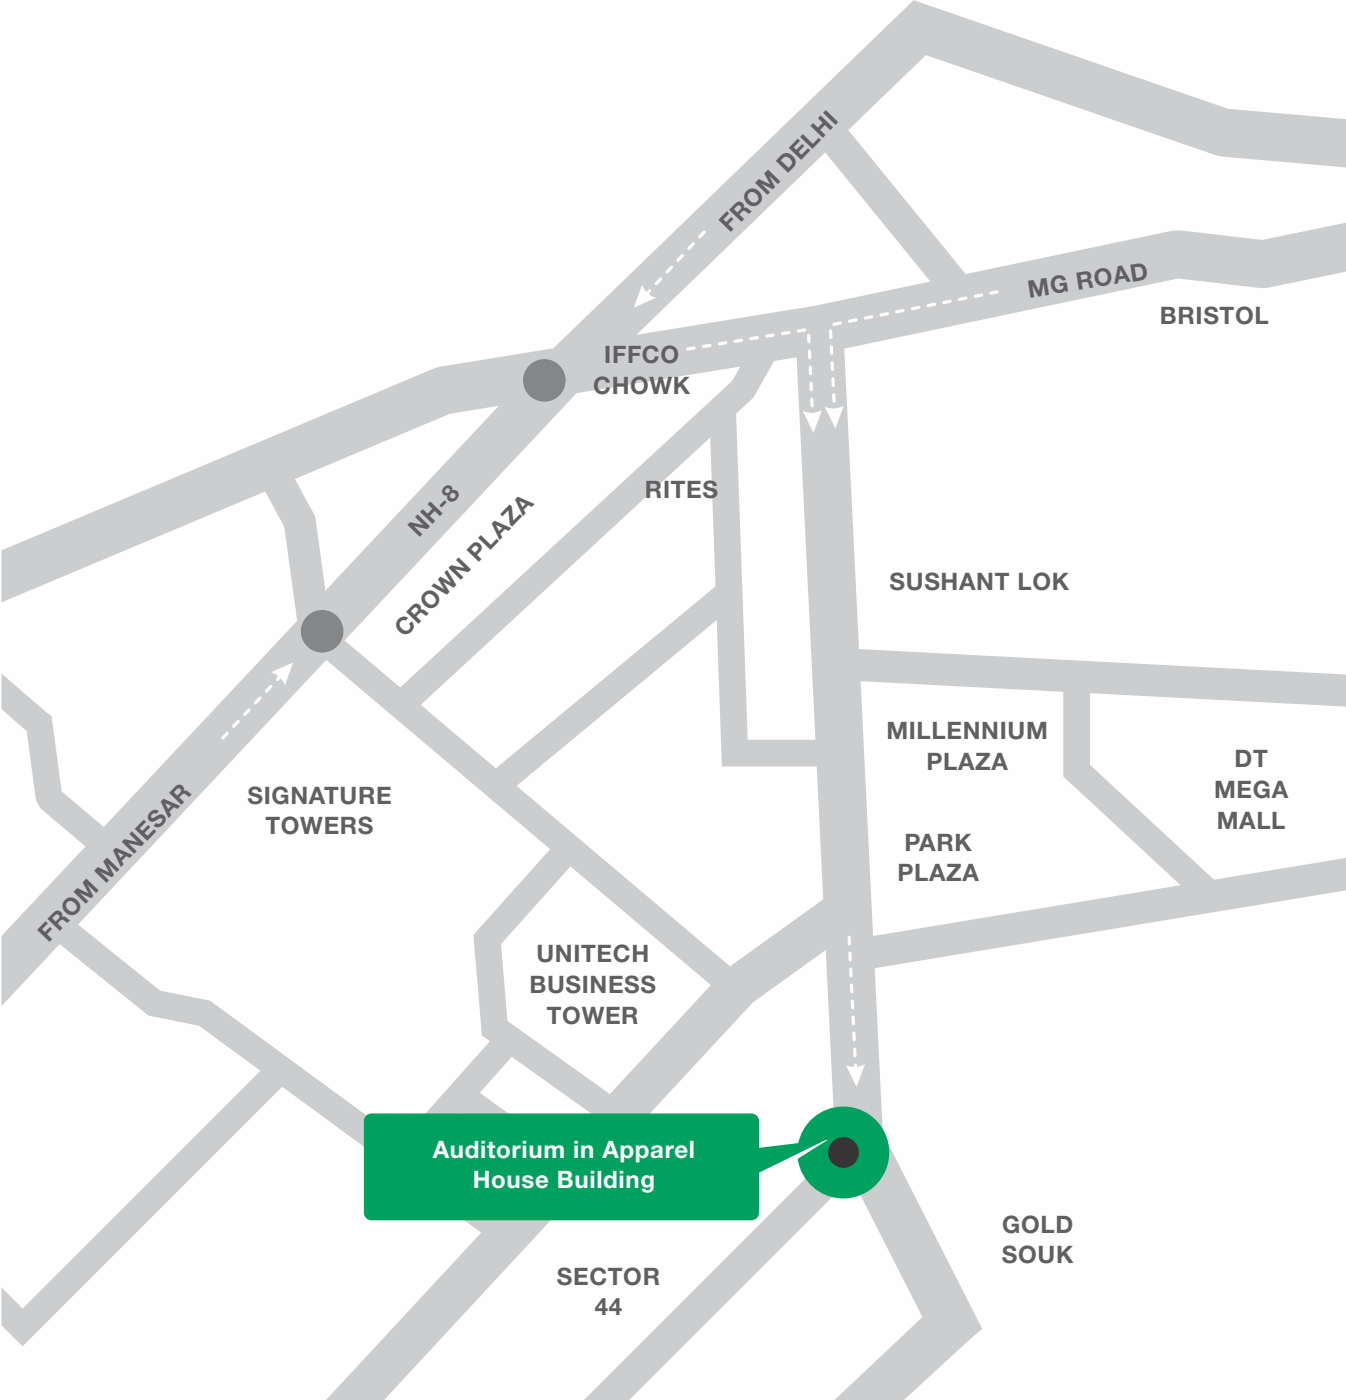 FROM DELHI
MG ROAD
BRISTOL
IFFCO
CHOWK
NH-8
CROWN PLAZA
RITES
SUSHANT LOK
MILLENNIUM
PLAZA
DT
MEGA
MALL
SIGNATURE
TOWERS
FROM MANESAR
PARK
PLAZA
UNITECH
BUSINESS
TOWER
Auditorium in Apparel
House Building
GOLD
SOUK
SECTOR
44